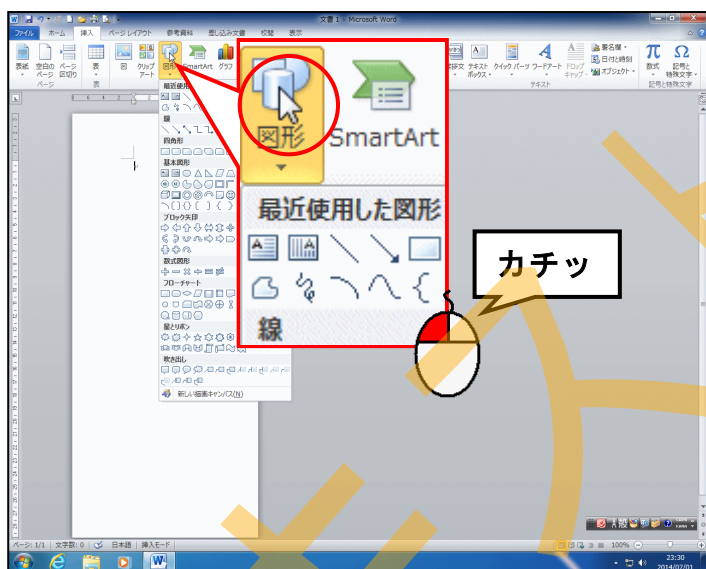 文書 1 - Microsoft Word
ファイル ホーム 挿入 ページ レイアウト 参考資料 差し込み文書 校閲 表示
表紙 空白のページ ページ区切り 表 図 クリップアート 図形 SmartArt グラフ
テキストボックス クイック パーツ ワードアート ドロップキャップ 署名欄 日付と時刻 オブジェクト 数式 記号と特殊文字
ページ 表 テキスト 記号と特殊文字
図形
SmartArt
最近使用した図形
線
カチッ
線
四角形
基本図形
ブロック矢印
数式図形
フローチャート
星とリボン
吹き出し
新しい描画キャンバス(N)
ページ: 1/1 文字数: 0 日本語 挿入モード 100%
23:30
2014/07/01